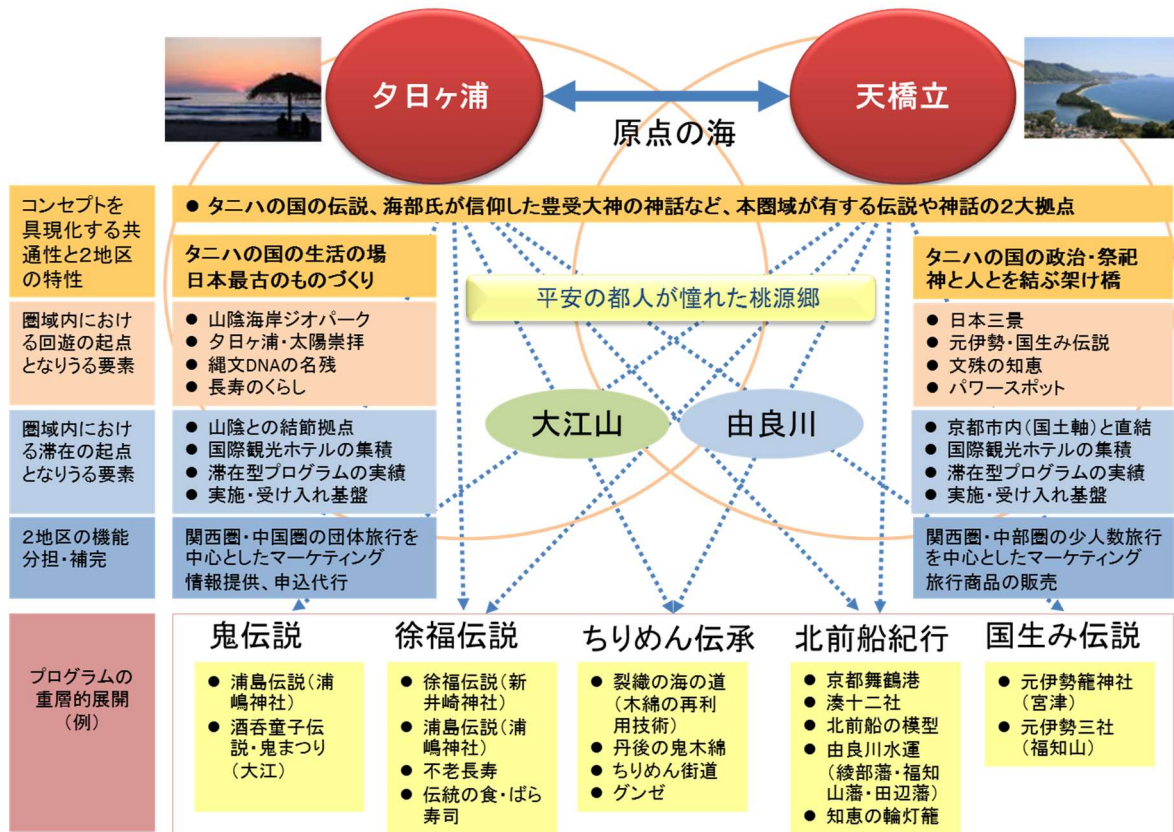 夕日ヶ浦
天橋立
原点の海
コンセプトを
具現化する共
通性と2地区
の特性
● タニハの国の伝説、海部氏が信仰した豊受大神の神話など、本圏域が有する伝説や神話の2大拠点
タニハの国の生活の場
日本最古のものづくり
タニハの国の政治・祭祀
神と人とを結ぶ架け橋
平安の都人が憧れた桃源郷
圏域内におけ
る回遊の起点
となりうる要素
● 山陰海岸ジオパーク
● 夕日ヶ浦・太陽崇拝
● 縄文DNAの名残
● 長寿のくらし
● 日本三景
● 元伊勢・国生み伝説
● 文殊の知恵
● パワースポット
大江山
由良川
圏域内におけ
る滞在の起点
となりうる要素
● 山陰との結節拠点
● 国際観光ホテルの集積
● 滞在型プログラムの実績
● 実施・受け入れ基盤
● 京都市内(国土軸)と直結
● 国際観光ホテルの集積
● 滞在型プログラムの実績
● 実施・受け入れ基盤
2地区の機能
分担・補完
関西圏・中国圏の団体旅行を
中心としたマーケティング
情報提供、申込代行
関西圏・中部圏の少人数旅行
を中心としたマーケティング
旅行商品の販売
プログラムの
重層的展開
(例)
鬼伝説
● 浦島伝説(浦
嶋神社)
● 酒呑童子伝
説・鬼まつり
(大江)
徐福伝説
● 徐福伝説(新
井崎神社)
● 浦島伝説(浦
嶋神社)
● 不老長寿
● 伝統の食・ばら
寿司
ちりめん伝承
● 裂織の海の道
(木綿の再利
用技術)
● 丹後の鬼木綿
● ちりめん街道
● グンゼ
北前船紀行
● 京都舞鶴港
● 湊十二社
● 北前船の模型
● 由良川水運
(綾部藩・福知
山藩・田辺藩)
● 知恵の輪灯籠
国生み伝説
● 元伊勢籠神社
(宮津)
● 元伊勢三社
(福知山)